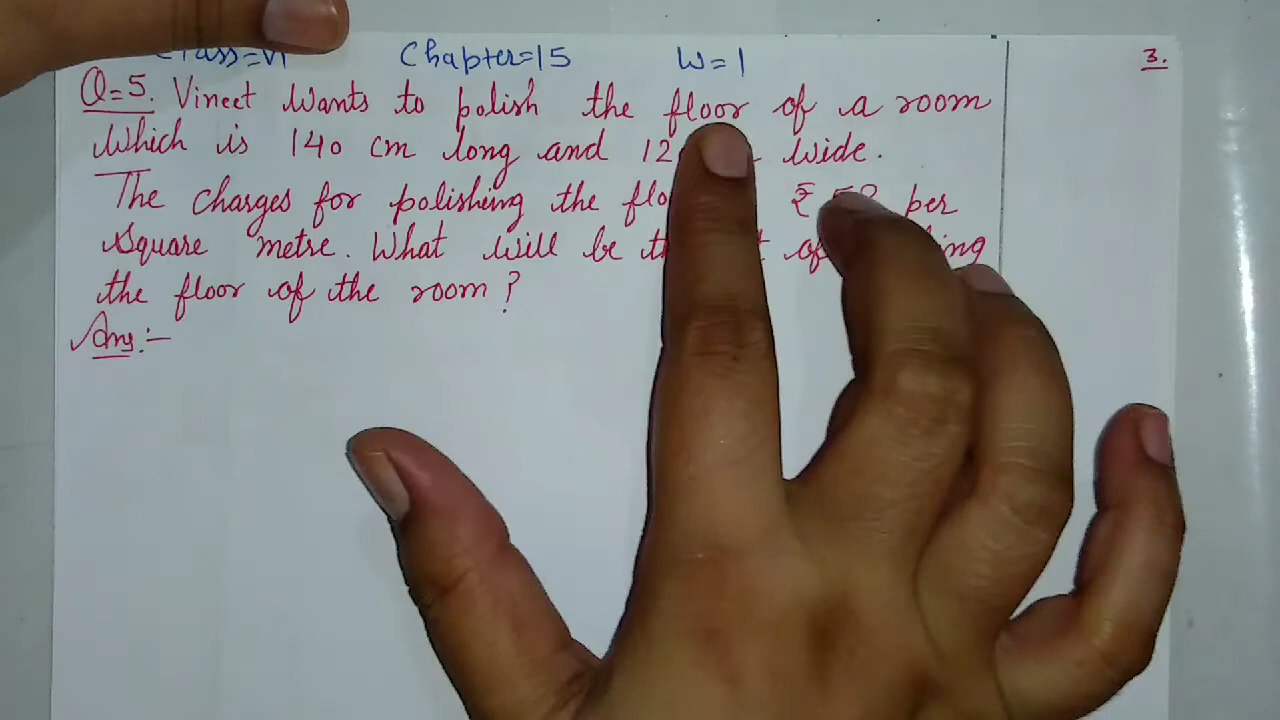 Class=VI Chapter=15 W=1 3.
Q=5. Vineet wants to polish the floor of a room
which is 140 cm long and 12 wide.
The charges for polishing the flo ₹ per
square metre. What will be th of
the floor of the room?
Ans:-